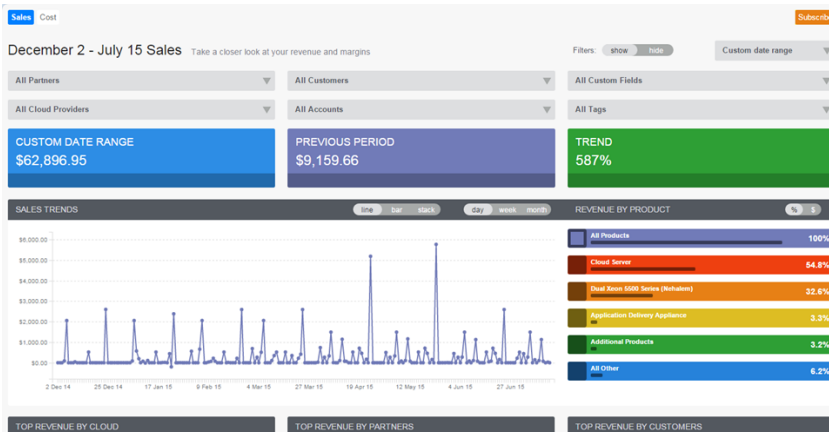 Sales Cost Subscribe
December 2 - July 15 Sales Take a closer look at your revenue and margins Filters: show hide Custom date range
All Partners All Customers All Custom Fields
All Cloud Providers All Accounts All Tags
CUSTOM DATE RANGE PREVIOUS PERIOD TREND
$62,896.95 $9,159.66 587%
SALES TRENDS line bar stack day week month REVENUE BY PRODUCT % $
$6,000.00
$5,000.00
$4,000.00
$3,000.00
$2,000.00
$1,000.00
$0.00
2 Dec 14 25 Dec 14 17 Jan 15 9 Feb 15 4 Mar 15 27 Mar 15 19 Apr 15 12 May 15 4 Jun 15 27 Jun 15
All Products 100%
Cloud Server 54.8%
Dual Xeon 5500 Series (Nehalem) 32.6%
Application Delivery Appliance 3.3%
Additional Products 3.2%
All Other 6.2%
TOP REVENUE BY CLOUD TOP REVENUE BY PARTNERS TOP REVENUE BY CUSTOMERS